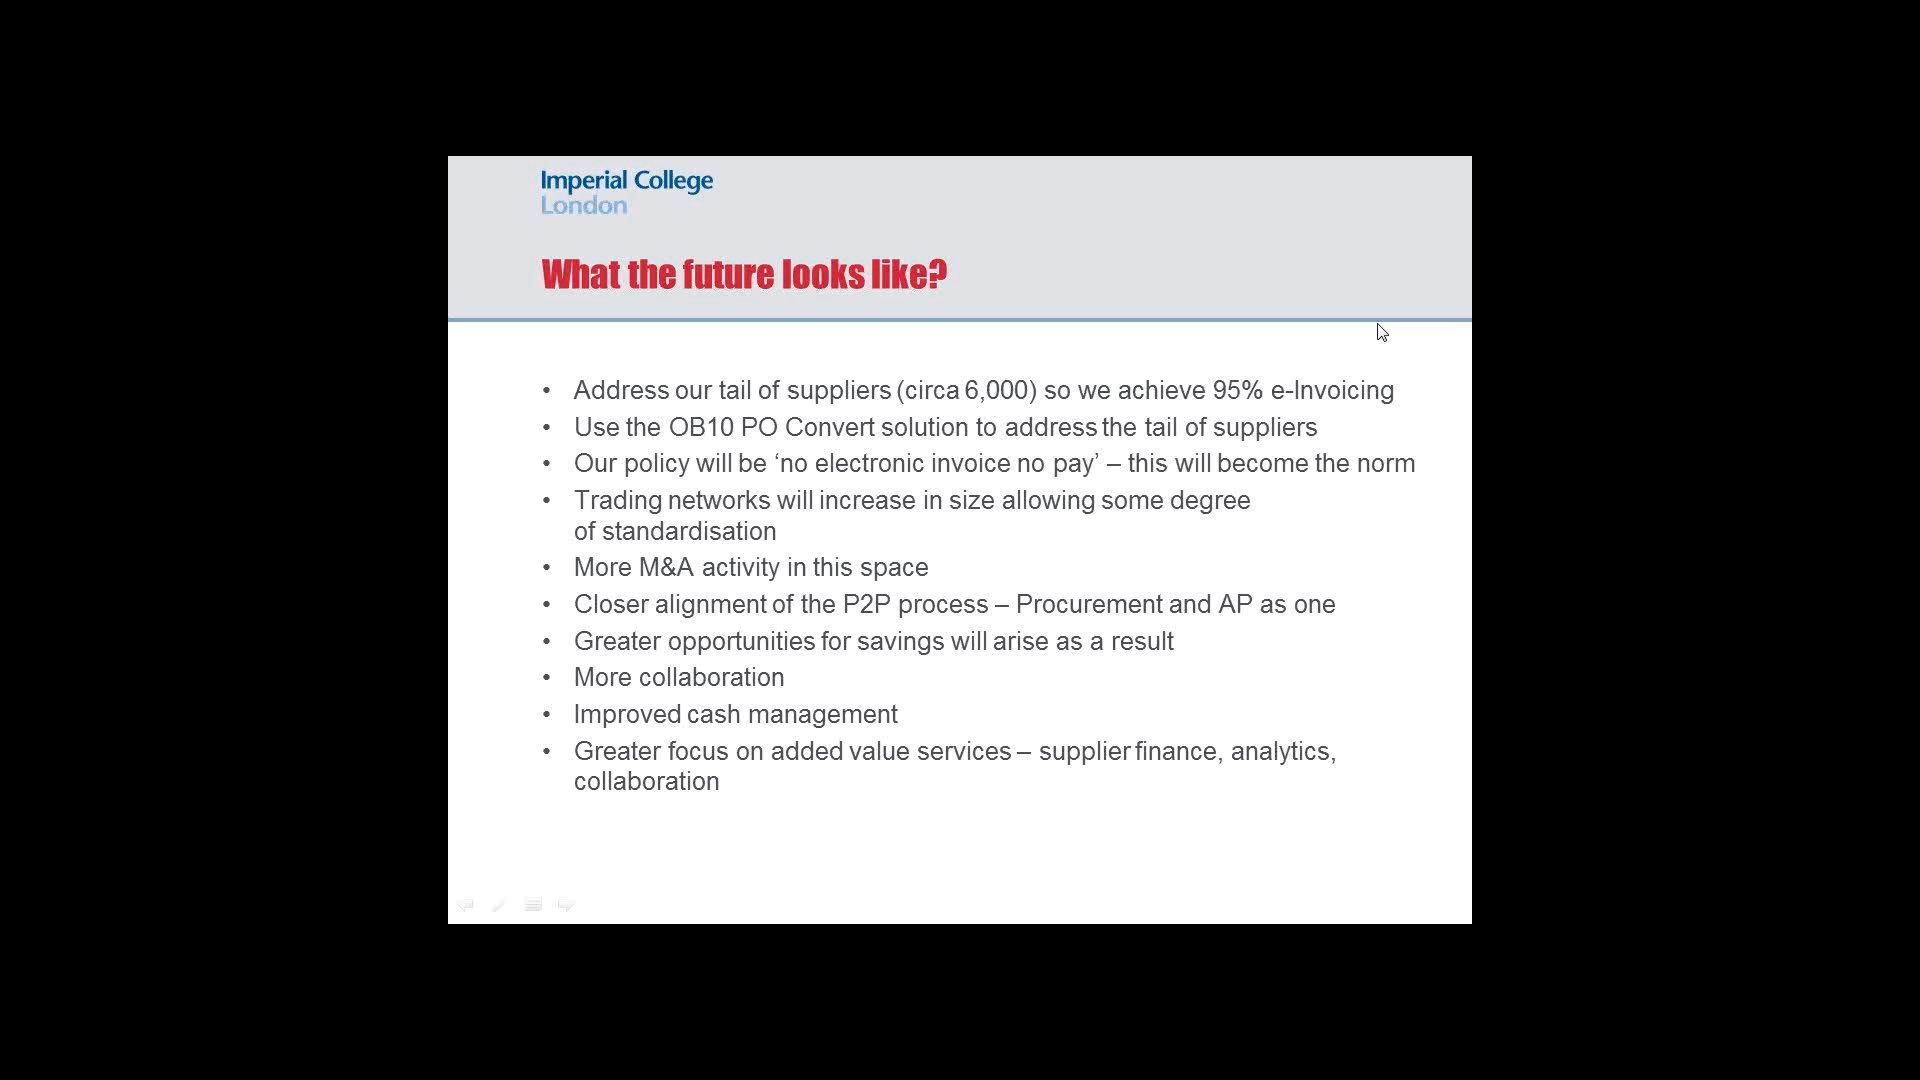 Imperial College
London
What the future looks like?
• Address our tail of suppliers (circa 6,000) so we achieve 95% e-Invoicing
• Use the OB10 PO Convert solution to address the tail of suppliers
• Our policy will be ‘no electronic invoice no pay’ – this will become the norm
• Trading networks will increase in size allowing some degree
of standardisation
• More M&A activity in this space
• Closer alignment of the P2P process – Procurement and AP as one
• Greater opportunities for savings will arise as a result
• More collaboration
• Improved cash management
• Greater focus on added value services – supplier finance, analytics,
collaboration